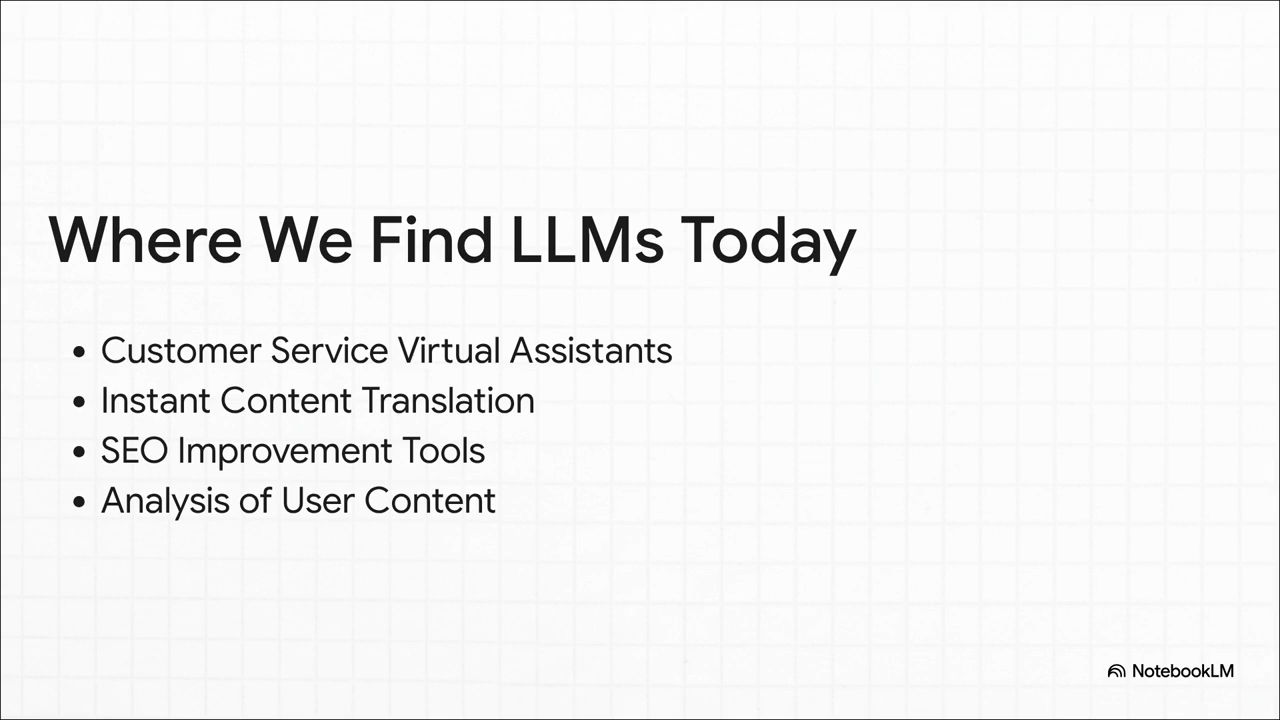 Where We Find LLMs Today
• Customer Service Virtual Assistants
• Instant Content Translation
• SEO Improvement Tools
• Analysis of User Content
NotebookLM